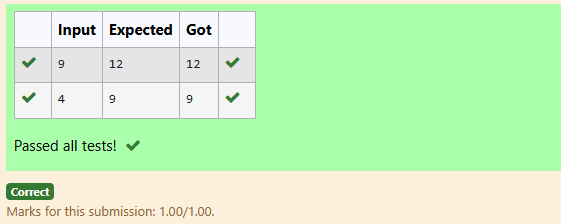 Input Expected Got
9 12 12
4 9 9
Passed all tests!
Correct
Marks for this submission: 1.00/1.00.